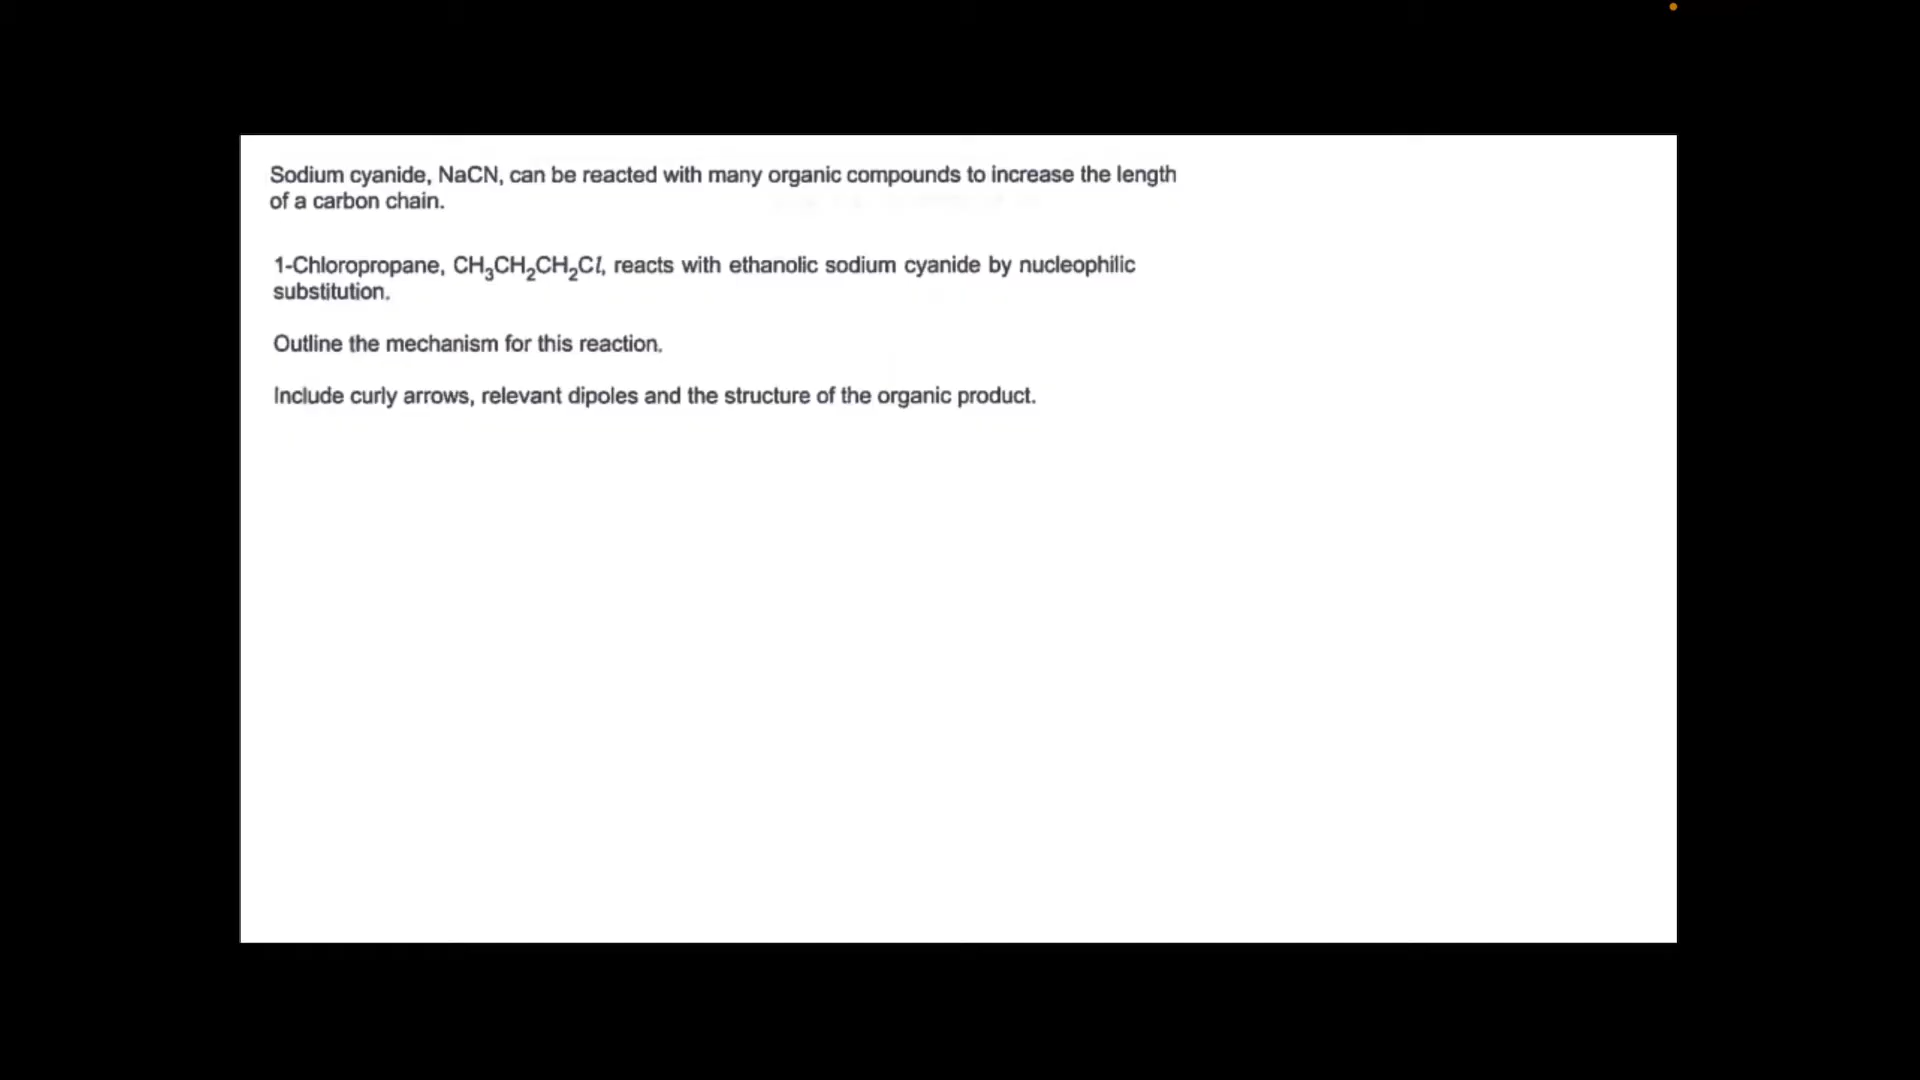 Sodium cyanide, NaCN, can be reacted with many organic compounds to increase the length
of a carbon chain.
1-Chloropropane, CH₃CH₂CH₂Cl, reacts with ethanolic sodium cyanide by nucleophilic
substitution.
Outline the mechanism for this reaction.
Include curly arrows, relevant dipoles and the structure of the organic product.